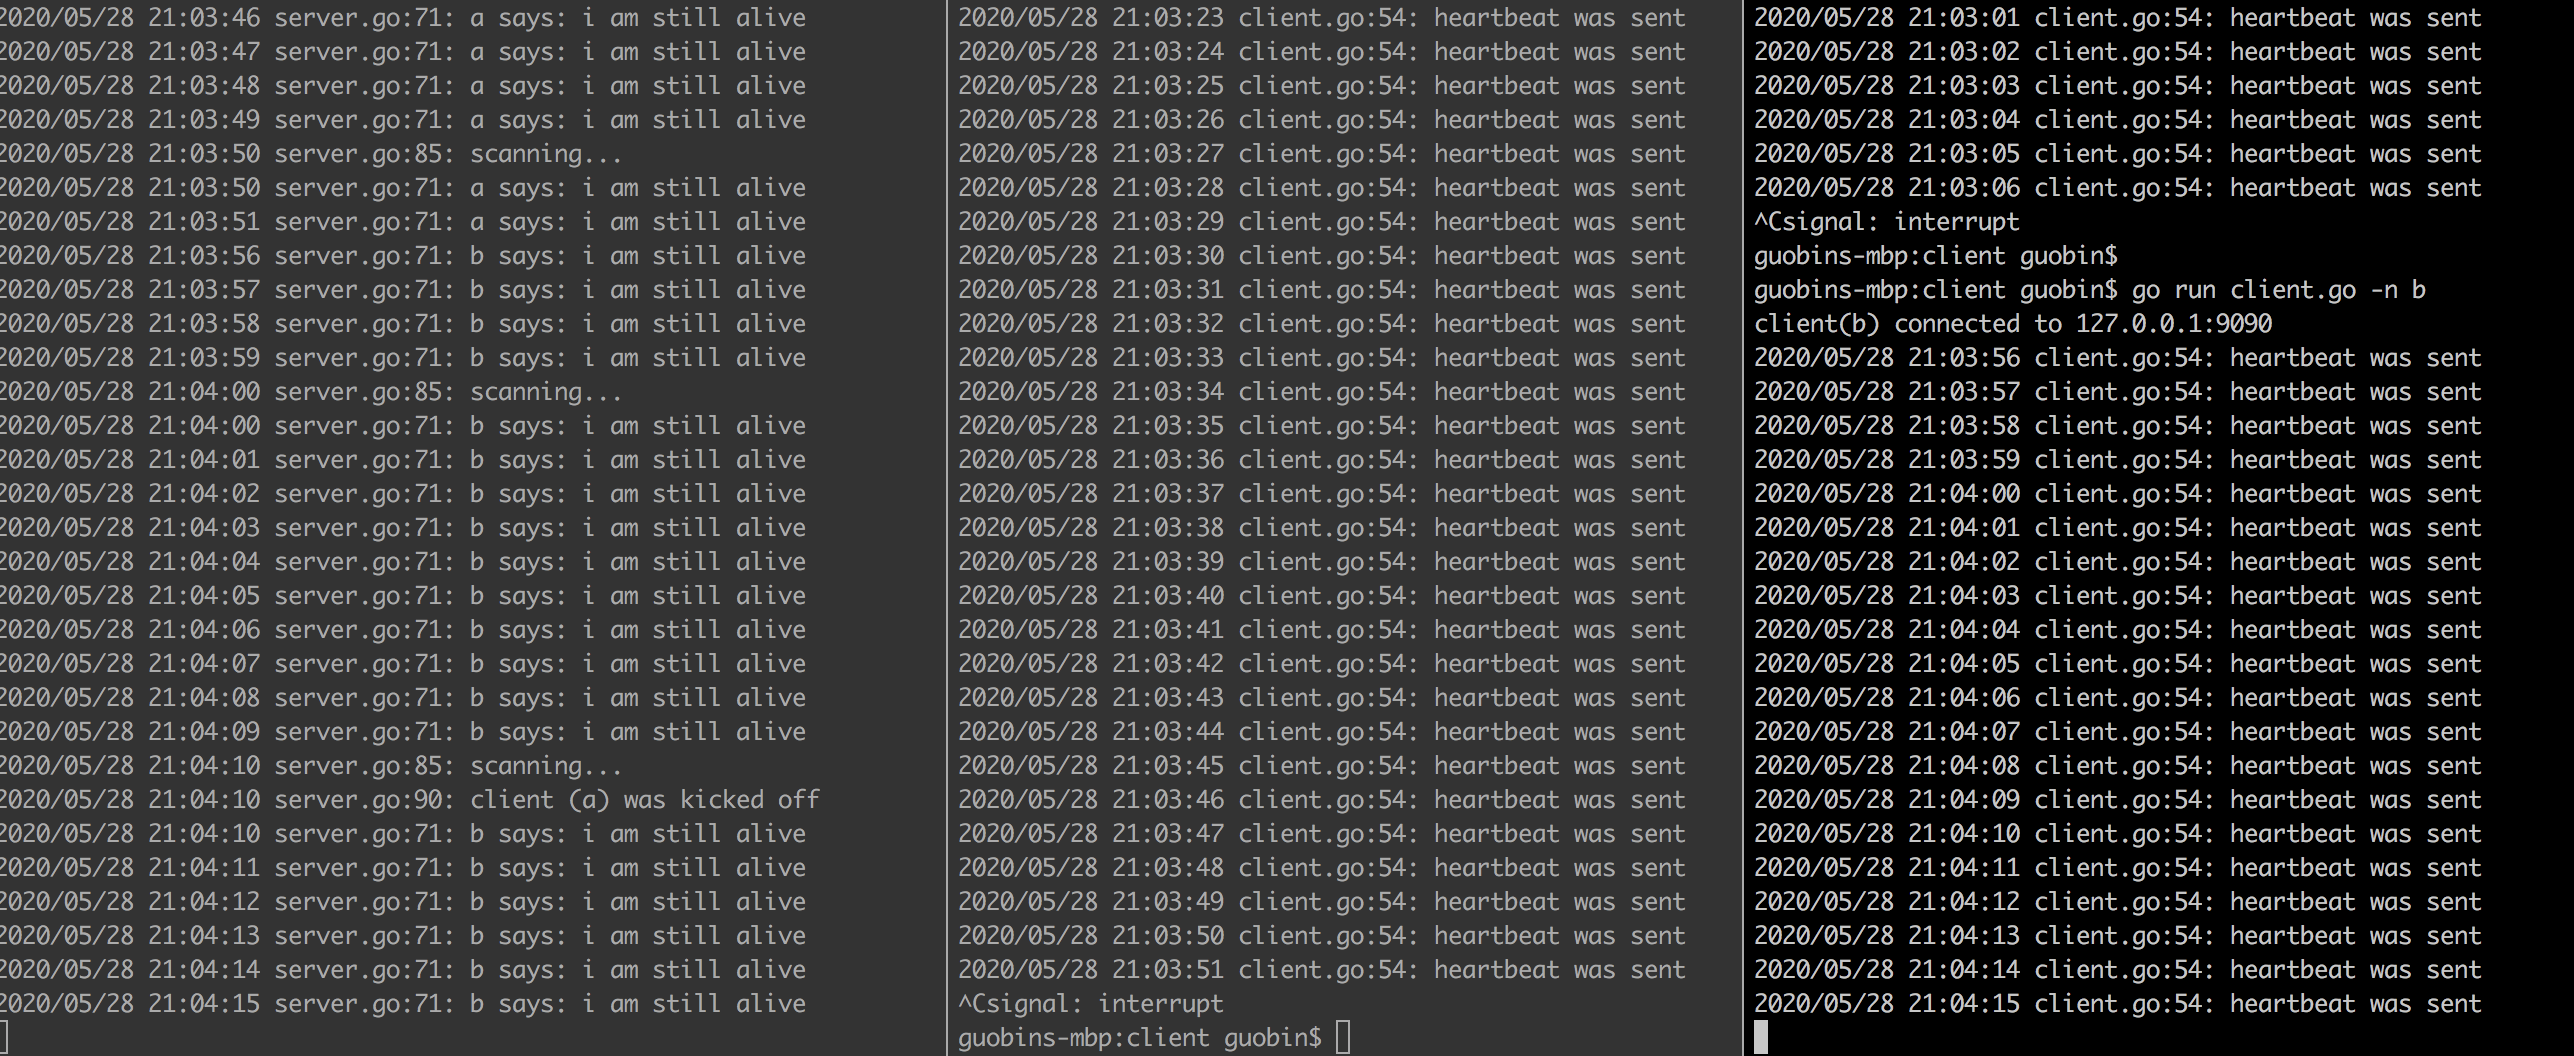 2020/05/28 21:03:46 server.go:71: a says: i am still alive
2020/05/28 21:03:47 server.go:71: a says: i am still alive
2020/05/28 21:03:48 server.go:71: a says: i am still alive
2020/05/28 21:03:49 server.go:71: a says: i am still alive
2020/05/28 21:03:50 server.go:85: scanning...
2020/05/28 21:03:50 server.go:71: a says: i am still alive
2020/05/28 21:03:51 server.go:71: a says: i am still alive
2020/05/28 21:03:56 server.go:71: b says: i am still alive
2020/05/28 21:03:57 server.go:71: b says: i am still alive
2020/05/28 21:03:58 server.go:71: b says: i am still alive
2020/05/28 21:03:59 server.go:71: b says: i am still alive
2020/05/28 21:04:00 server.go:85: scanning...
2020/05/28 21:04:00 server.go:71: b says: i am still alive
2020/05/28 21:04:01 server.go:71: b says: i am still alive
2020/05/28 21:04:02 server.go:71: b says: i am still alive
2020/05/28 21:04:03 server.go:71: b says: i am still alive
2020/05/28 21:04:04 server.go:71: b says: i am still alive
2020/05/28 21:04:05 server.go:71: b says: i am still alive
2020/05/28 21:04:06 server.go:71: b says: i am still alive
2020/05/28 21:04:07 server.go:71: b says: i am still alive
2020/05/28 21:04:08 server.go:71: b says: i am still alive
2020/05/28 21:04:09 server.go:71: b says: i am still alive
2020/05/28 21:04:10 server.go:85: scanning...
2020/05/28 21:04:10 server.go:90: client (a) was kicked off
2020/05/28 21:04:10 server.go:71: b says: i am still alive
2020/05/28 21:04:11 server.go:71: b says: i am still alive
2020/05/28 21:04:12 server.go:71: b says: i am still alive
2020/05/28 21:04:13 server.go:71: b says: i am still alive
2020/05/28 21:04:14 server.go:71: b says: i am still alive
2020/05/28 21:04:15 server.go:71: b says: i am still alive
2020/05/28 21:03:23 client.go:54: heartbeat was sent
2020/05/28 21:03:24 client.go:54: heartbeat was sent
2020/05/28 21:03:25 client.go:54: heartbeat was sent
2020/05/28 21:03:26 client.go:54: heartbeat was sent
2020/05/28 21:03:27 client.go:54: heartbeat was sent
2020/05/28 21:03:28 client.go:54: heartbeat was sent
2020/05/28 21:03:29 client.go:54: heartbeat was sent
2020/05/28 21:03:30 client.go:54: heartbeat was sent
2020/05/28 21:03:31 client.go:54: heartbeat was sent
2020/05/28 21:03:32 client.go:54: heartbeat was sent
2020/05/28 21:03:33 client.go:54: heartbeat was sent
2020/05/28 21:03:34 client.go:54: heartbeat was sent
2020/05/28 21:03:35 client.go:54: heartbeat was sent
2020/05/28 21:03:36 client.go:54: heartbeat was sent
2020/05/28 21:03:37 client.go:54: heartbeat was sent
2020/05/28 21:03:38 client.go:54: heartbeat was sent
2020/05/28 21:03:39 client.go:54: heartbeat was sent
2020/05/28 21:03:40 client.go:54: heartbeat was sent
2020/05/28 21:03:41 client.go:54: heartbeat was sent
2020/05/28 21:03:42 client.go:54: heartbeat was sent
2020/05/28 21:03:43 client.go:54: heartbeat was sent
2020/05/28 21:03:44 client.go:54: heartbeat was sent
2020/05/28 21:03:45 client.go:54: heartbeat was sent
2020/05/28 21:03:46 client.go:54: heartbeat was sent
2020/05/28 21:03:47 client.go:54: heartbeat was sent
2020/05/28 21:03:48 client.go:54: heartbeat was sent
2020/05/28 21:03:49 client.go:54: heartbeat was sent
2020/05/28 21:03:50 client.go:54: heartbeat was sent
2020/05/28 21:03:51 client.go:54: heartbeat was sent
^Csignal: interrupt
guobins-mbp:client guobin$
2020/05/28 21:03:01 client.go:54: heartbeat was sent
2020/05/28 21:03:02 client.go:54: heartbeat was sent
2020/05/28 21:03:03 client.go:54: heartbeat was sent
2020/05/28 21:03:04 client.go:54: heartbeat was sent
2020/05/28 21:03:05 client.go:54: heartbeat was sent
2020/05/28 21:03:06 client.go:54: heartbeat was sent
^Csignal: interrupt
guobins-mbp:client guobin$
guobins-mbp:client guobin$ go run client.go -n b
client(b) connected to 127.0.0.1:9090
2020/05/28 21:03:56 client.go:54: heartbeat was sent
2020/05/28 21:03:57 client.go:54: heartbeat was sent
2020/05/28 21:03:58 client.go:54: heartbeat was sent
2020/05/28 21:03:59 client.go:54: heartbeat was sent
2020/05/28 21:04:00 client.go:54: heartbeat was sent
2020/05/28 21:04:01 client.go:54: heartbeat was sent
2020/05/28 21:04:02 client.go:54: heartbeat was sent
2020/05/28 21:04:03 client.go:54: heartbeat was sent
2020/05/28 21:04:04 client.go:54: heartbeat was sent
2020/05/28 21:04:05 client.go:54: heartbeat was sent
2020/05/28 21:04:06 client.go:54: heartbeat was sent
2020/05/28 21:04:07 client.go:54: heartbeat was sent
2020/05/28 21:04:08 client.go:54: heartbeat was sent
2020/05/28 21:04:09 client.go:54: heartbeat was sent
2020/05/28 21:04:10 client.go:54: heartbeat was sent
2020/05/28 21:04:11 client.go:54: heartbeat was sent
2020/05/28 21:04:12 client.go:54: heartbeat was sent
2020/05/28 21:04:13 client.go:54: heartbeat was sent
2020/05/28 21:04:14 client.go:54: heartbeat was sent
2020/05/28 21:04:15 client.go:54: heartbeat was sent